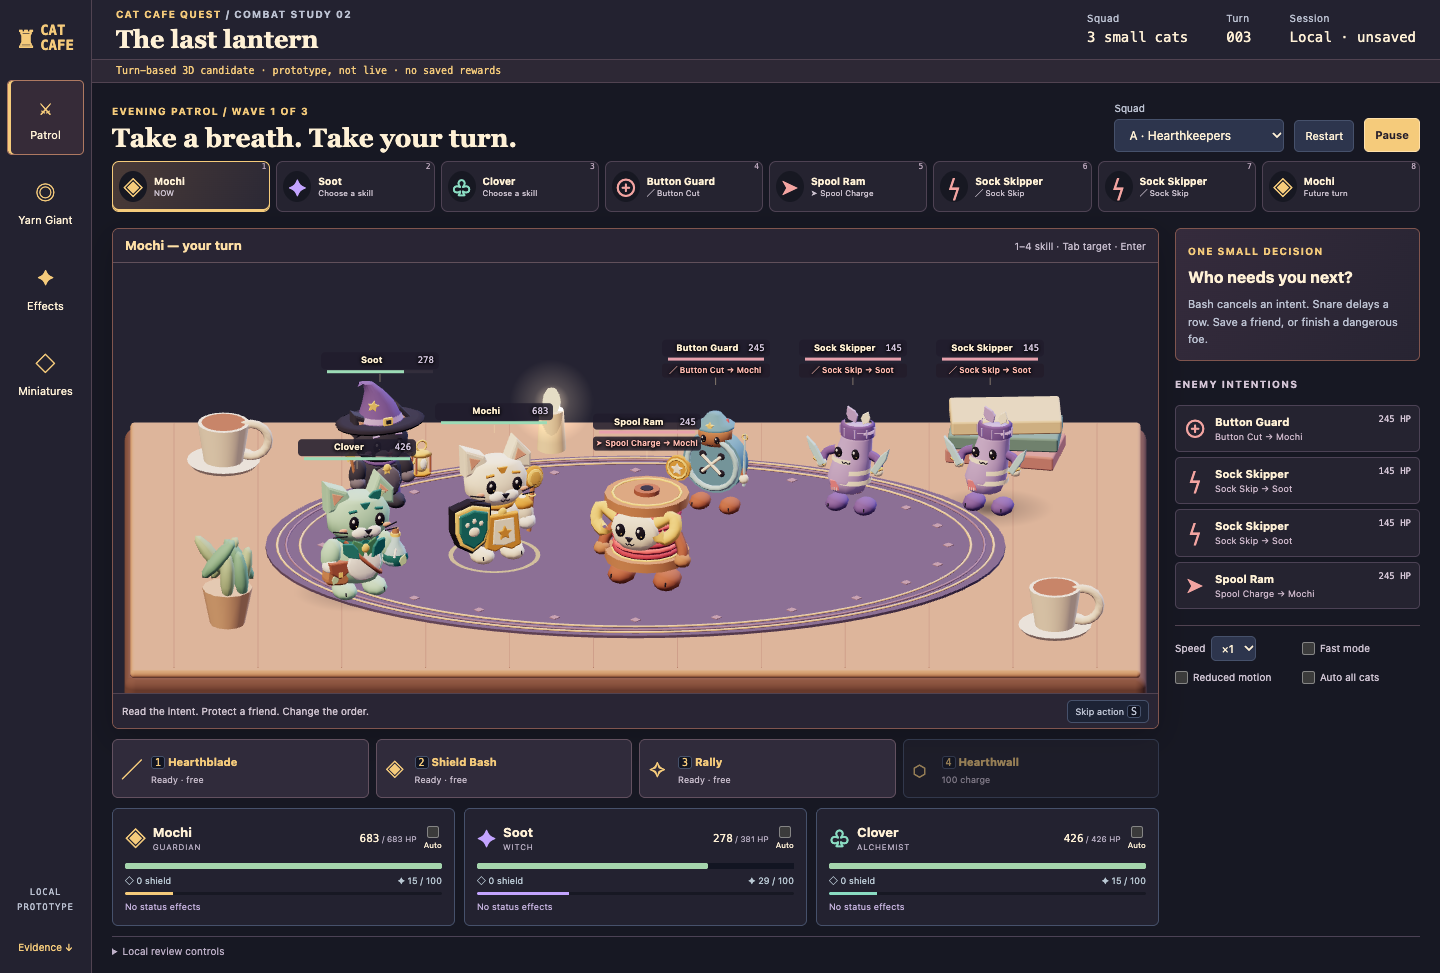 CAT
CAFE
Patrol
Yarn Giant
Effects
Miniatures
LOCAL
PROTOTYPE
Evidence ↓
CAT CAFE QUEST / COMBAT STUDY 02
The last lantern
Squad
3 small cats
Turn
003
Session
Local · unsaved
Turn-based 3D candidate · prototype, not live · no saved rewards
EVENING PATROL / WAVE 1 OF 3
Take a breath. Take your turn.
Squad
A · Hearthkeepers
Restart
Pause
1
Mochi
NOW
2
Soot
Choose a skill
3
Clover
Choose a skill
4
Button Guard
⟋ Button Cut
5
Spool Ram
➤ Spool Charge
6
Sock Skipper
⟋ Sock Skip
7
Sock Skipper
⟋ Sock Skip
8
Mochi
Future turn
Mochi — your turn
1–4 skill · Tab target · Enter
Soot 278
Mochi 683
Clover 426
Button Guard 245
⟋ Button Cut → Mochi
Sock Skipper 145
⟋ Sock Skip → Soot
Sock Skipper 145
⟋ Sock Skip → Soot
Spool Ram 245
➤ Spool Charge → Mochi
Read the intent. Protect a friend. Change the order.
Skip action S
1 Hearthblade
Ready · free
2 Shield Bash
Ready · free
3 Rally
Ready · free
4 Hearthwall
100 charge
Mochi
GUARDIAN
683 / 683 HP
Auto
◇ 0 shield
✦ 15 / 100
No status effects
Soot
WITCH
278 / 381 HP
Auto
◇ 0 shield
✦ 29 / 100
No status effects
Clover
ALCHEMIST
426 / 426 HP
Auto
◇ 0 shield
✦ 15 / 100
No status effects
▶ Local review controls
ONE SMALL DECISION
Who needs you next?
Bash cancels an intent. Snare delays a
row. Save a friend, or finish a dangerous
foe.
ENEMY INTENTIONS
Button Guard
Button Cut → Mochi
245 HP
Sock Skipper
Sock Skip → Soot
145 HP
Sock Skipper
Sock Skip → Soot
145 HP
Spool Ram
Spool Charge → Mochi
245 HP
Speed
×1
Fast mode
Reduced motion
Auto all cats